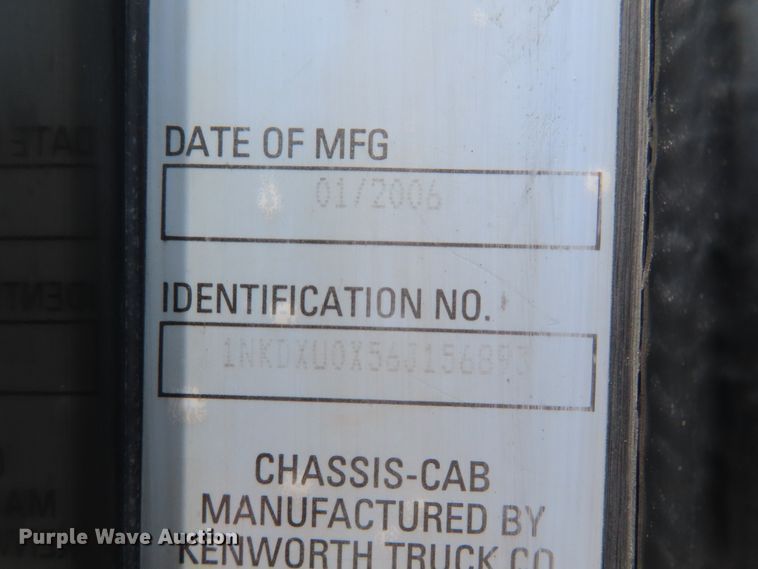 DATE OF MFG
01/2006
IDENTIFICATION NO.
CHASSIS-CAB
MANUFACTURED BY
KENWORTH TRUCK CO
Purple Wave Auction